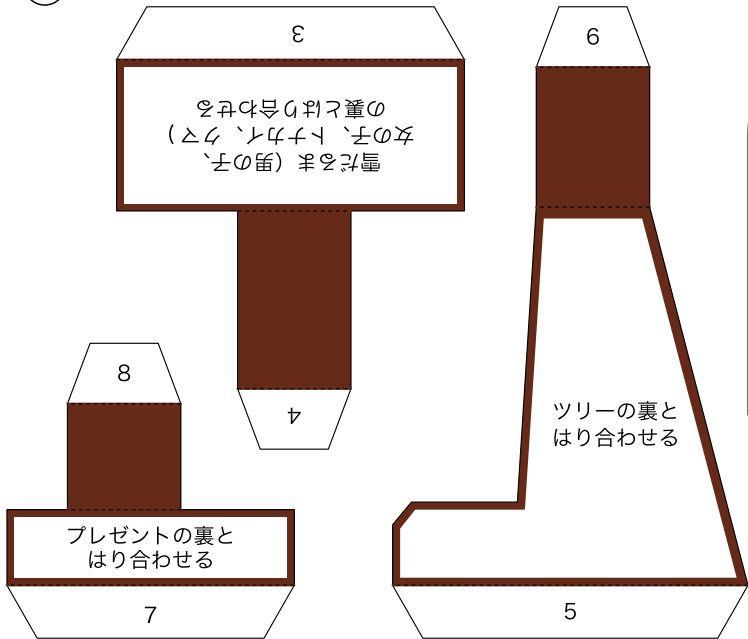 3
雪だるま（男の子、
女の子、トナカイ、クマ）
の裏とはり合わせる
4
6
ツリーの裏と
はり合わせる
5
8
プレゼントの裏と
はり合わせる
7